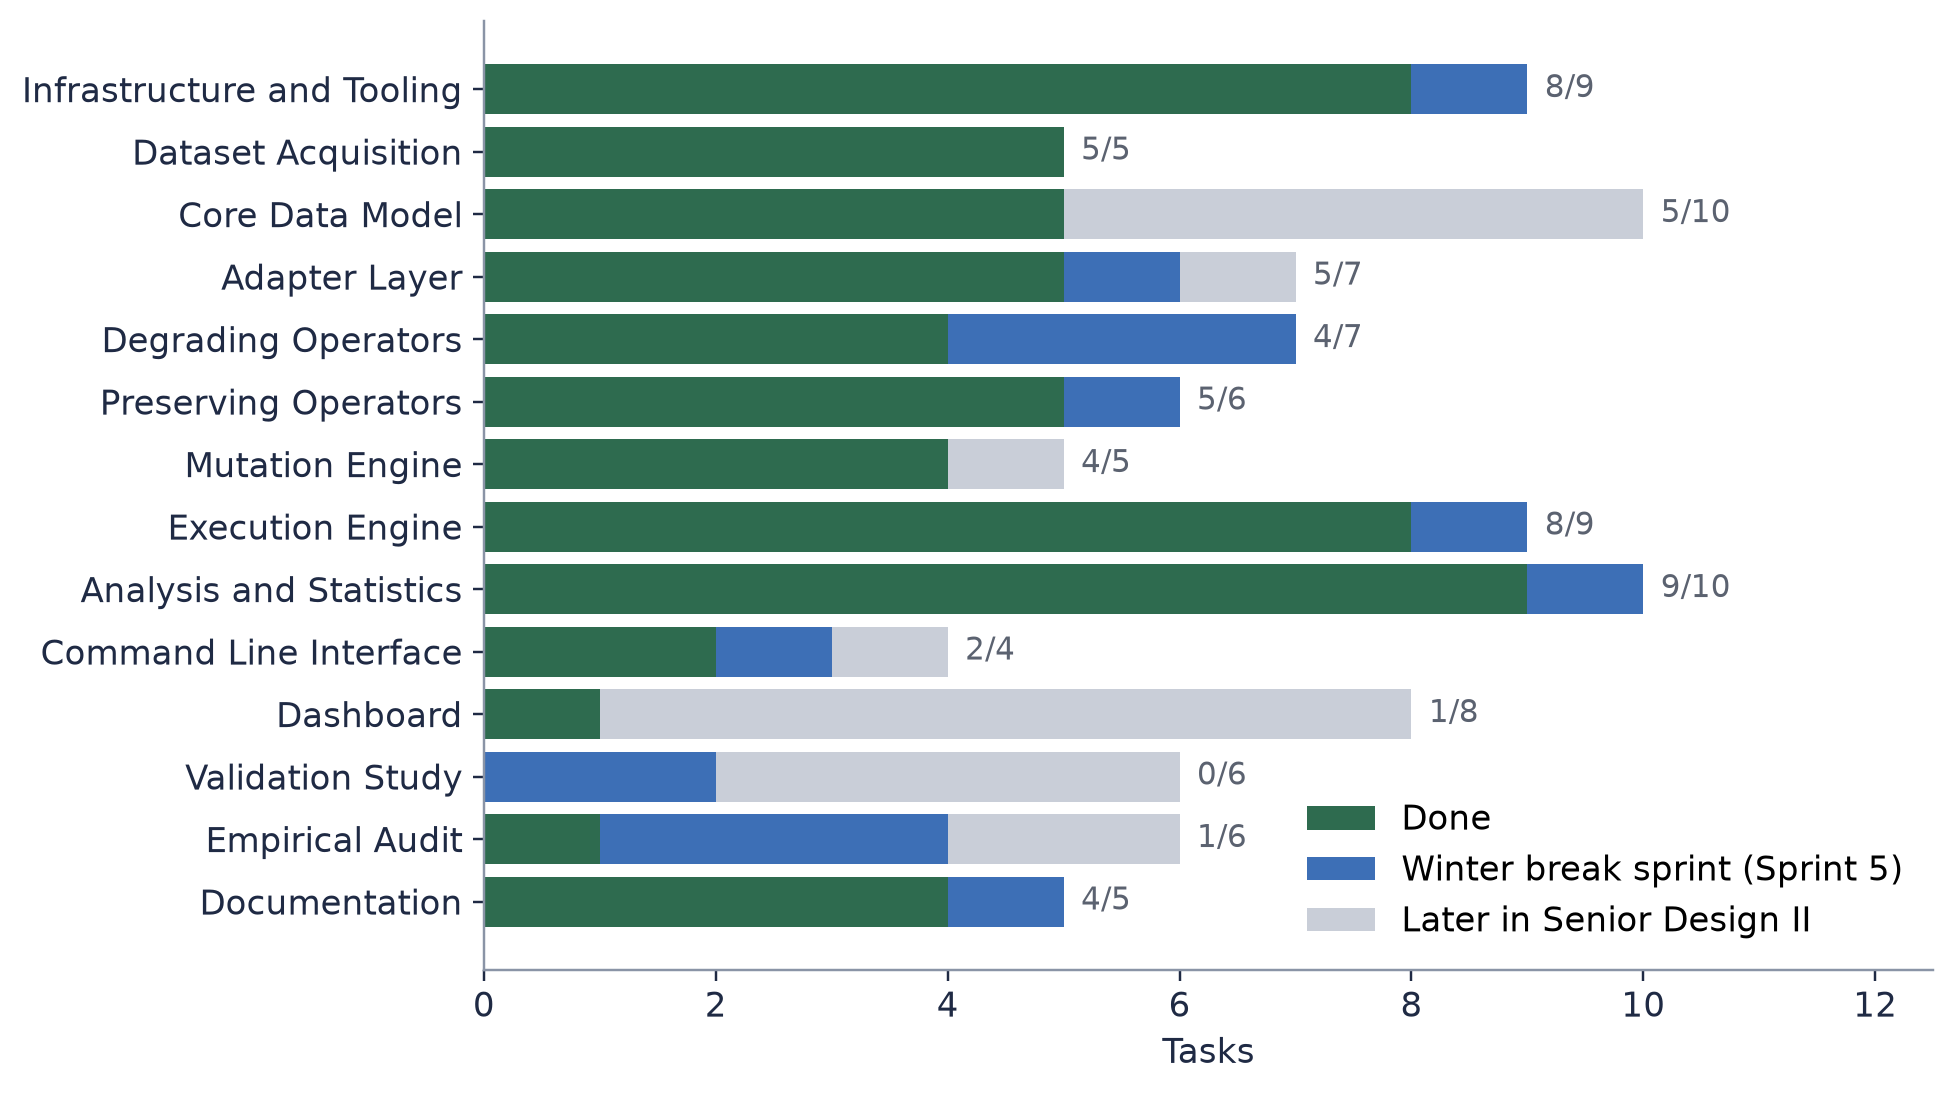 Infrastructure and Tooling 8/9
Dataset Acquisition 5/5
Core Data Model 5/10
Adapter Layer 5/7
Degrading Operators 4/7
Preserving Operators 5/6
Mutation Engine 4/5
Execution Engine 8/9
Analysis and Statistics 9/10
Command Line Interface 2/4
Dashboard 1/8
Validation Study 0/6
Empirical Audit 1/6
Documentation 4/5
Done
Winter break sprint (Sprint 5)
Later in Senior Design II
0 2 4 6 8 10 12
Tasks